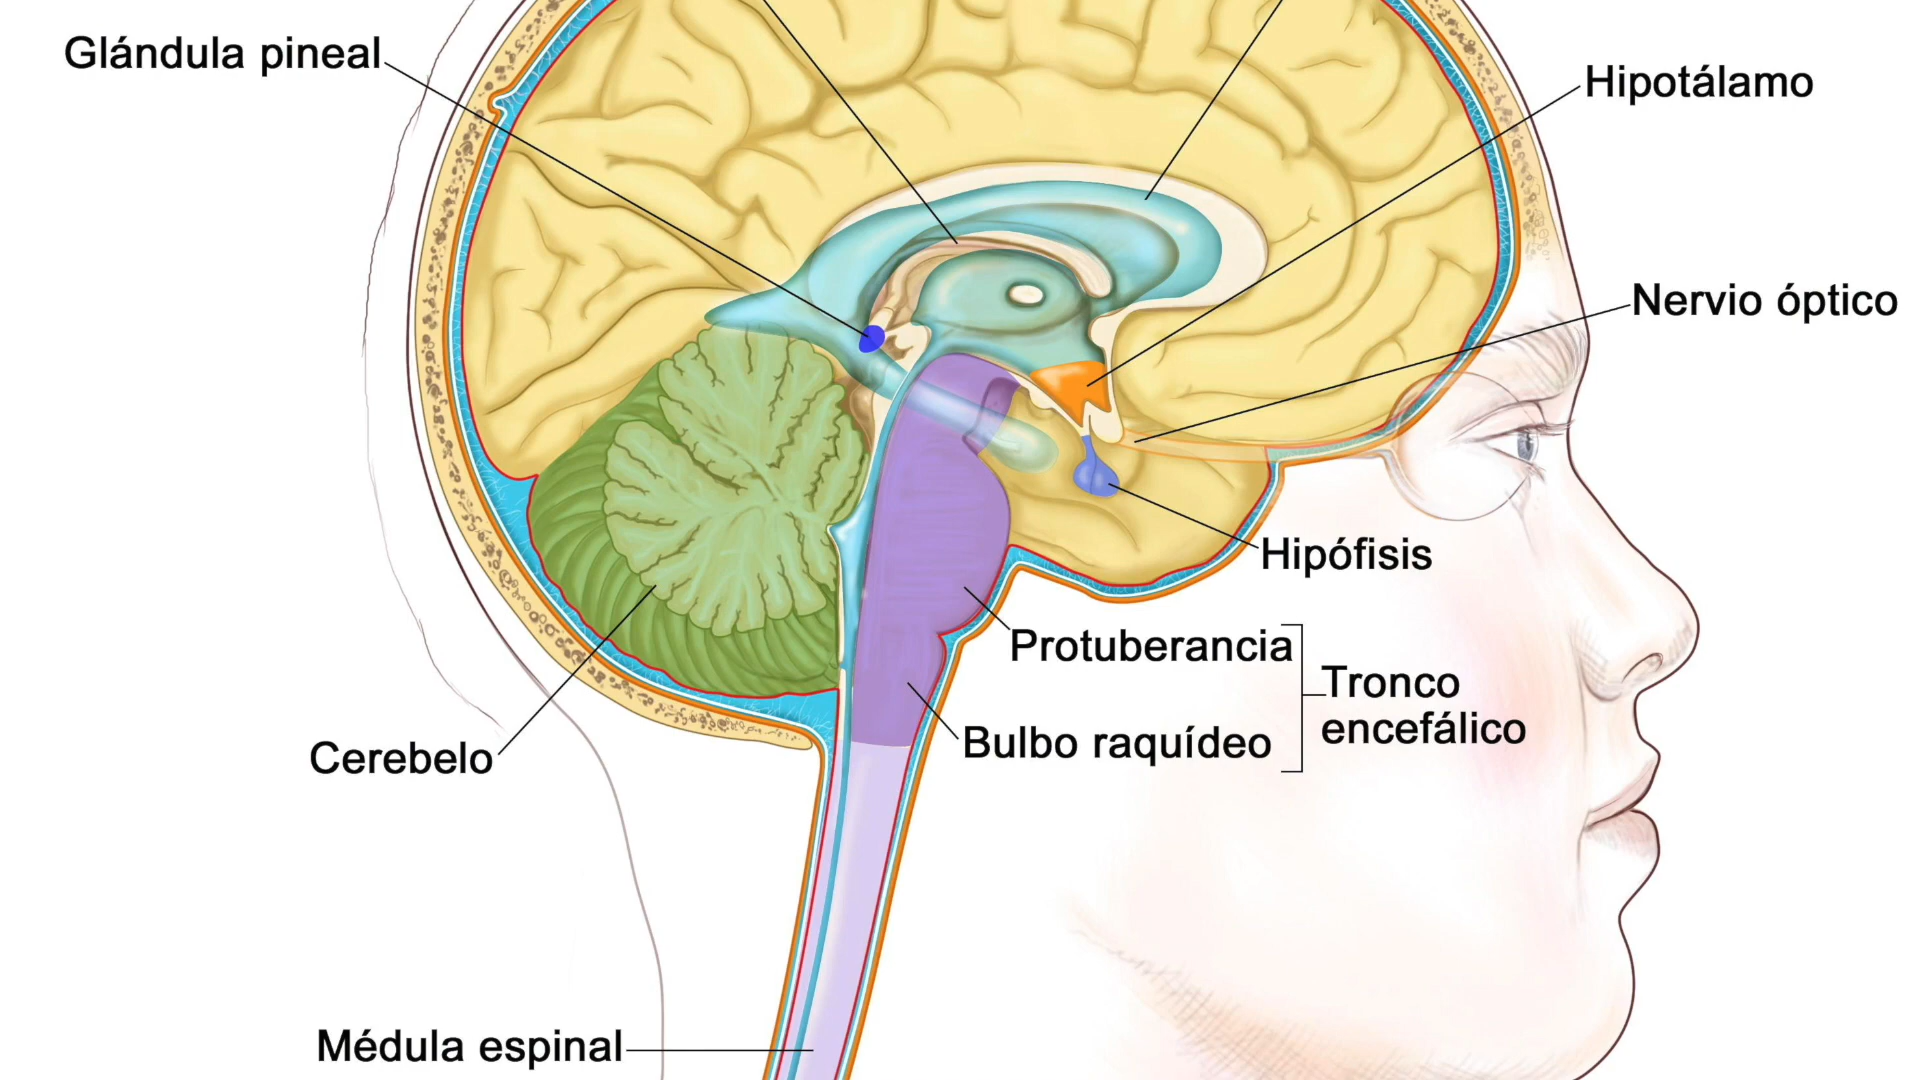 Glándula pineal
Hipotálamo
Nervio óptico
Hipófisis
Protuberancia
Tronco
encefálico
Bulbo raquídeo
Cerebelo
Médula espinal